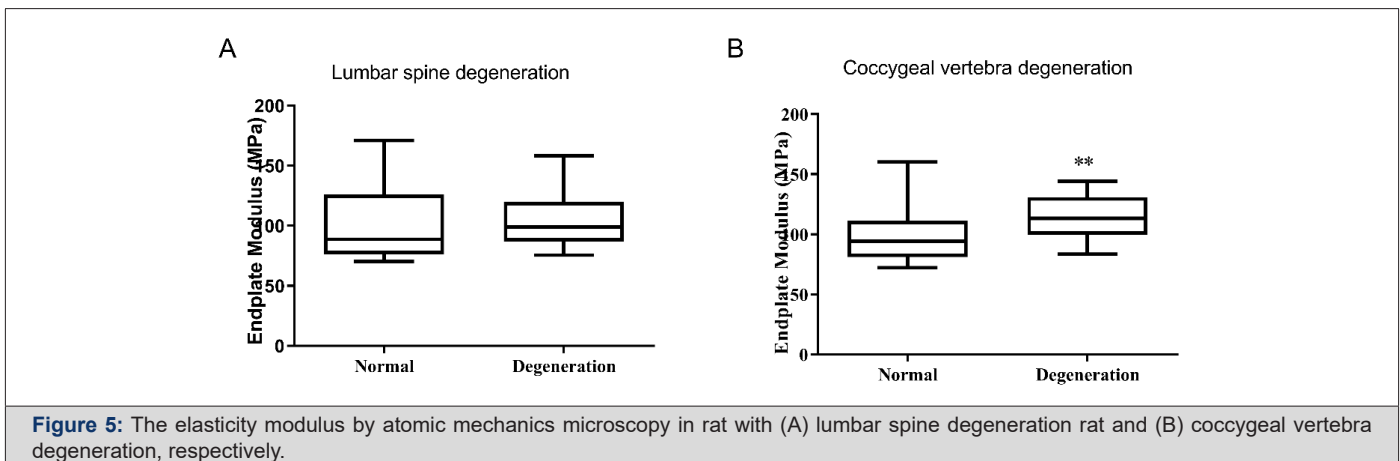 A
Lumbar spine degeneration
Endplate Modulus (MPa)
200
150
100
50
0
Normal
Degeneration
B
Coccygeal vertebra degeneration
Endplate Modulus (MPa)
200
150
100
50
0
**
Normal
Degeneration
Figure 5: The elasticity modulus by atomic mechanics microscopy in rat with (A) lumbar spine degeneration rat and (B) coccygeal vertebra
degeneration, respectively.